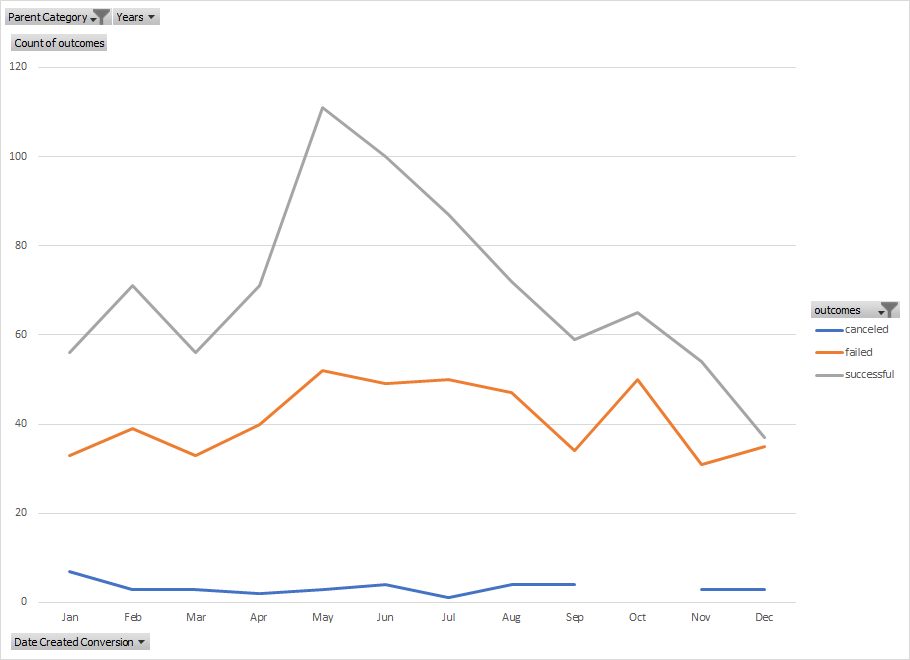 Parent Category Years
Count of outcomes
120
100
80
60
40
20
0
Jan Feb Mar Apr May Jun Jul Aug Sep Oct Nov Dec
outcomes
canceled
failed
successful
Date Created Conversion